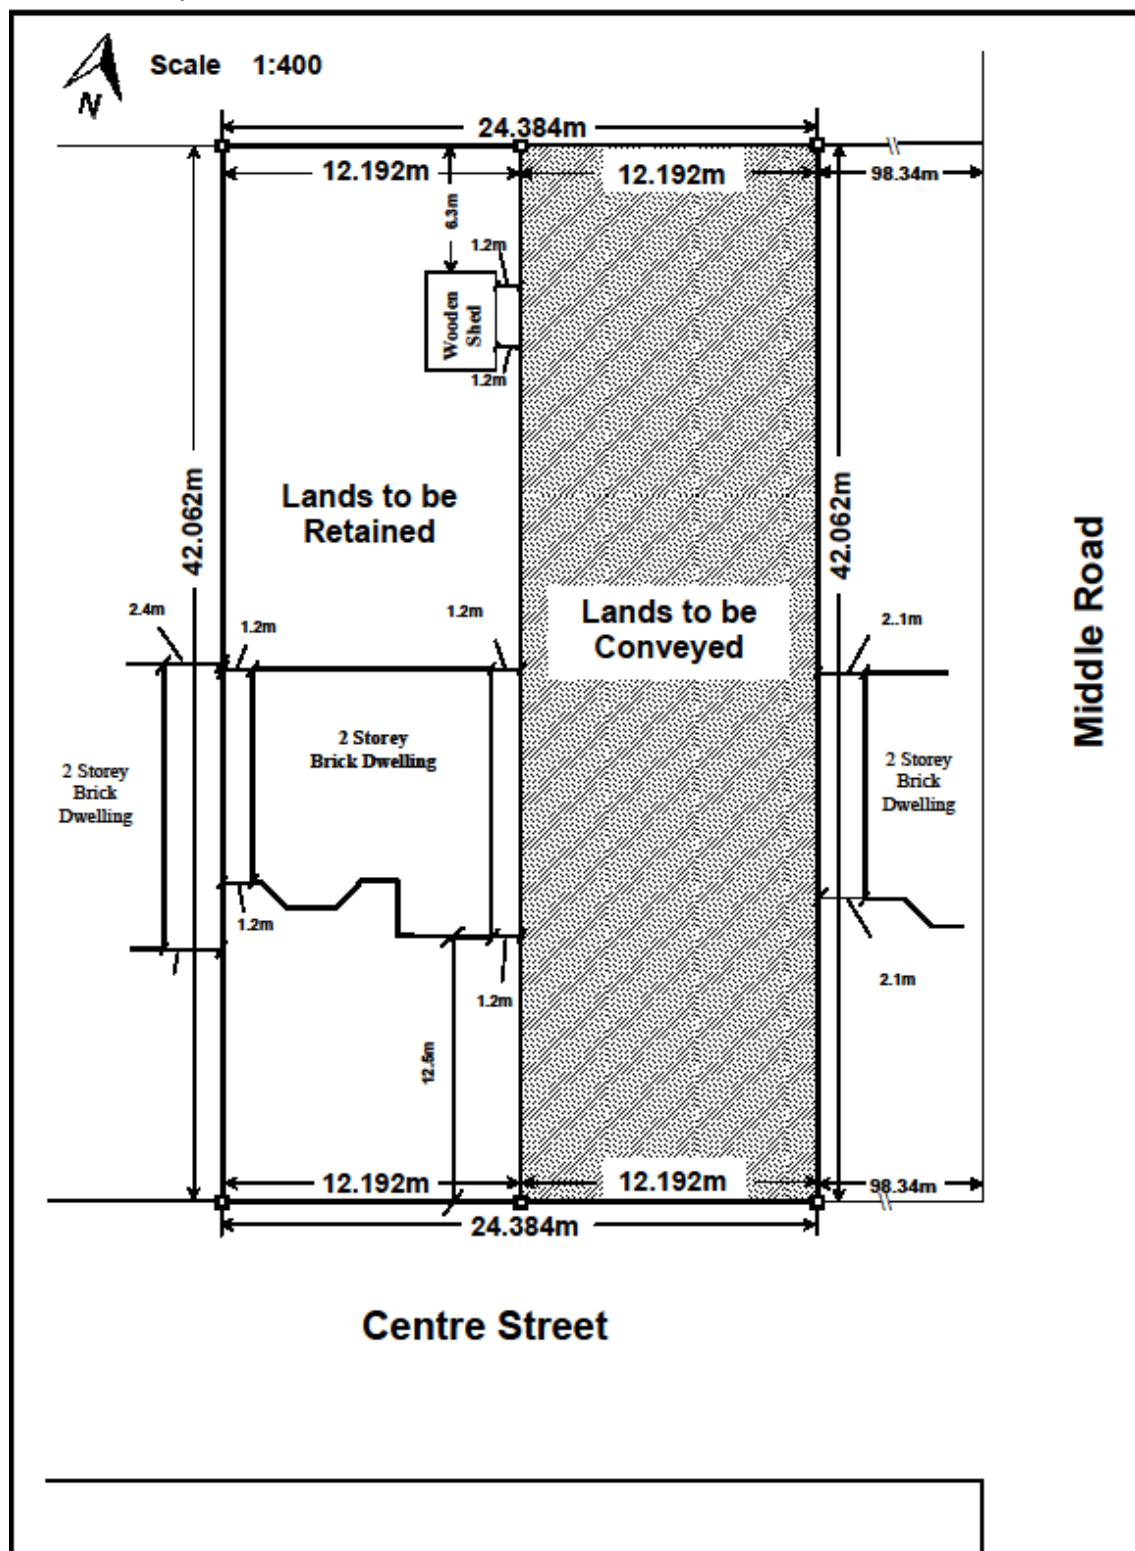 Scale 1:400
N
24.384m
12.192m
12.192m
98.34m
6.3m
1.2m
Wooden
Shed
1.2m
42.062m
42.062m
Lands to be
Retained
Lands to be
Conveyed
Middle Road
2.4m
1.2m
1.2m
2..1m
2 Storey
Brick Dwelling
2 Storey
Brick
Dwelling
2 Storey
Brick
Dwelling
1.2m
1.2m
2.1m
12.5m
12.192m
12.192m
98.34m
24.384m
Centre Street